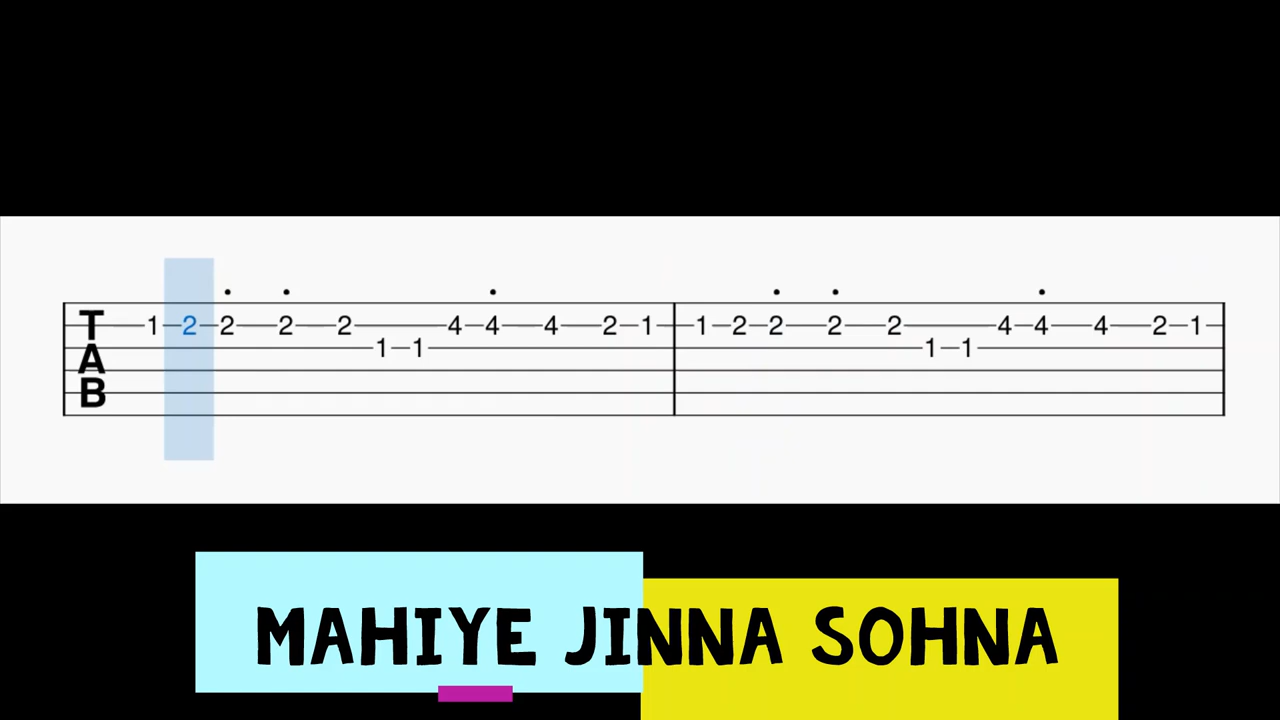 T
A
B
1 2 2 2 2 4 4 4 2 1 1 2 2 2 2 4 4 4 2 1
1 1 1 1
MAHIYE JINNA SOHNA